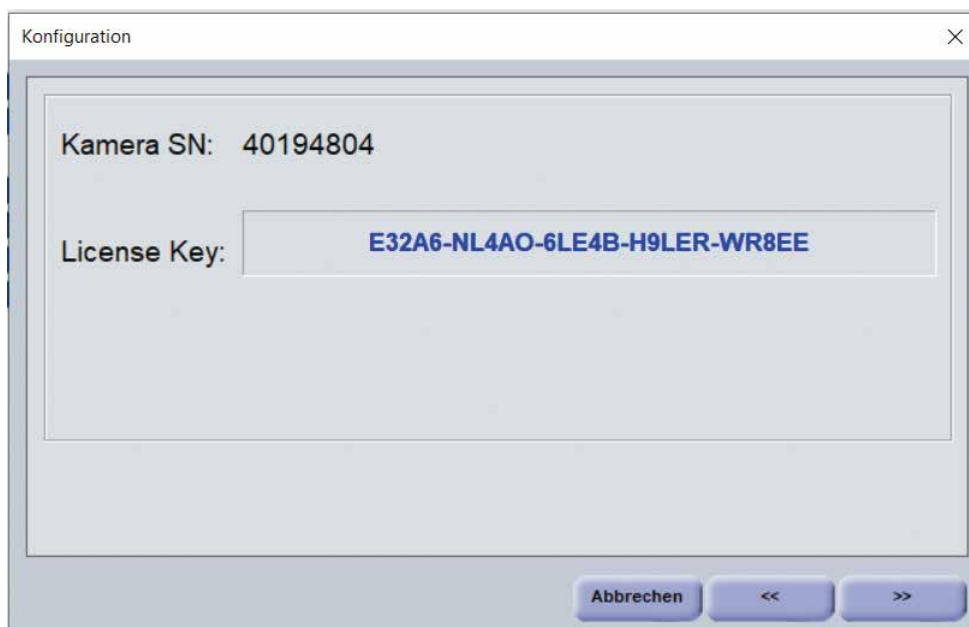 Konfiguration
Kamera SN: 40194804
License Key: E32A6-NL4AO-6LE4B-H9LER-WR8EE
Abbrechen << >>